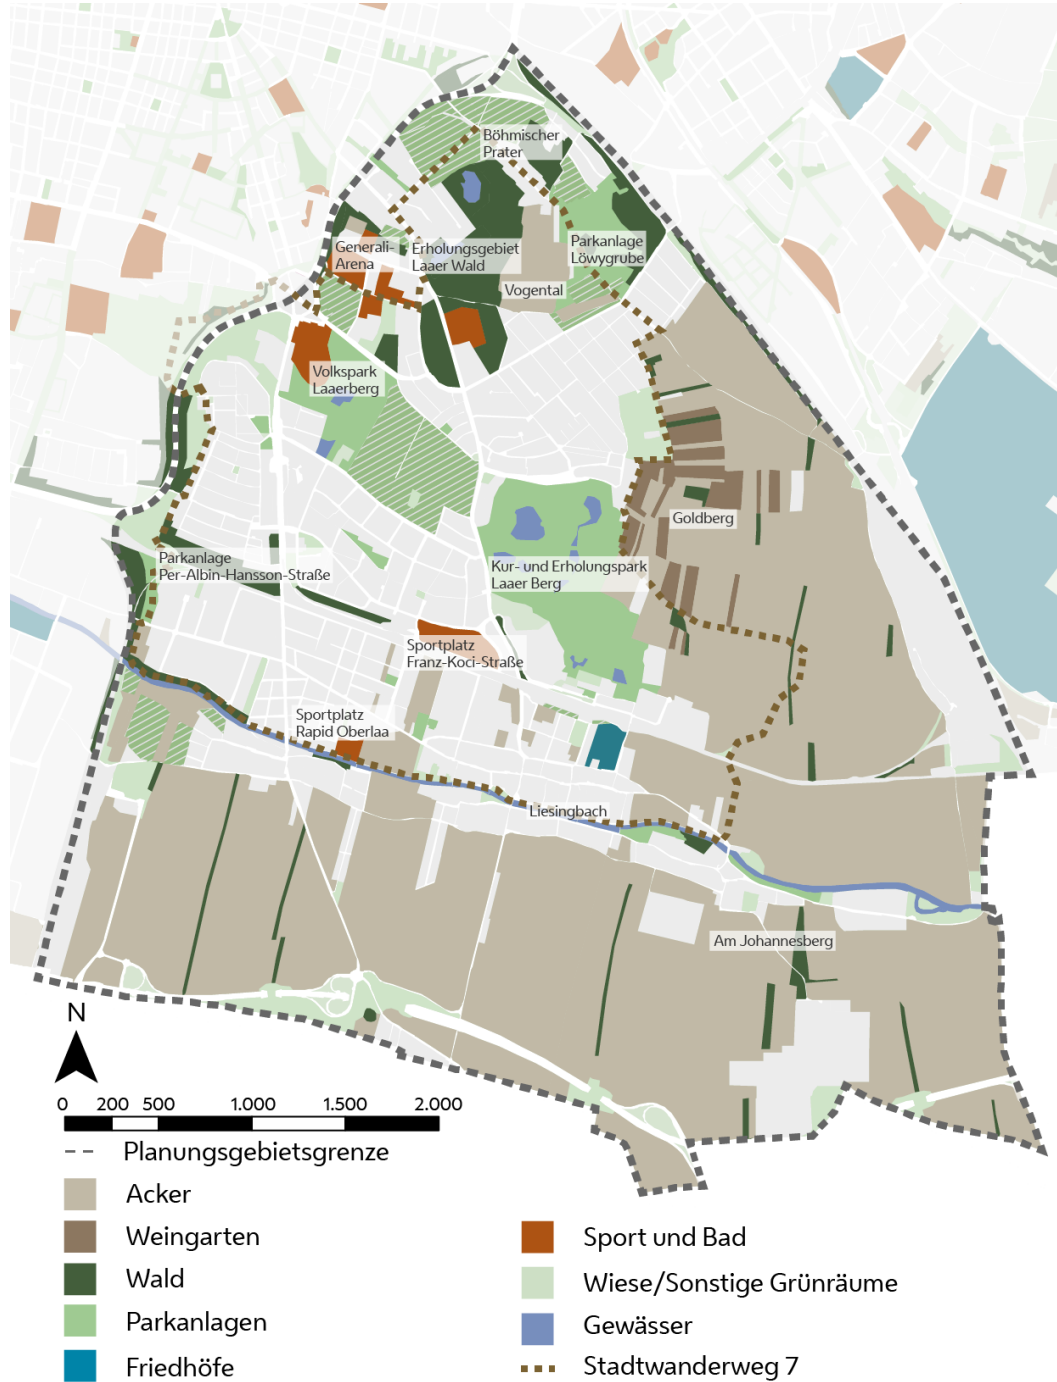 Böhmischer
Prater
Generali-
Arena
Erholungsgebiet
Laaer Wald
Parkanlage
Löwygrube
Vogental
Volkspark
Laaerberg
Goldberg
Parkanlage
Per-Albin-Hansson-Straße
Kur- und Erholungspark
Laaer Berg
Sportplatz
Franz-Koci-Straße
Sportplatz
Rapid Oberlaa
Liesingbach
Am Johannesberg
N
0 200 500 1.000 1.500 2.000
Planungsgebietsgrenze
Acker
Weingarten
Wald
Parkanlagen
Friedhöfe
Sport und Bad
Wiese/Sonstige Grünräume
Gewässer
Stadtwanderweg 7